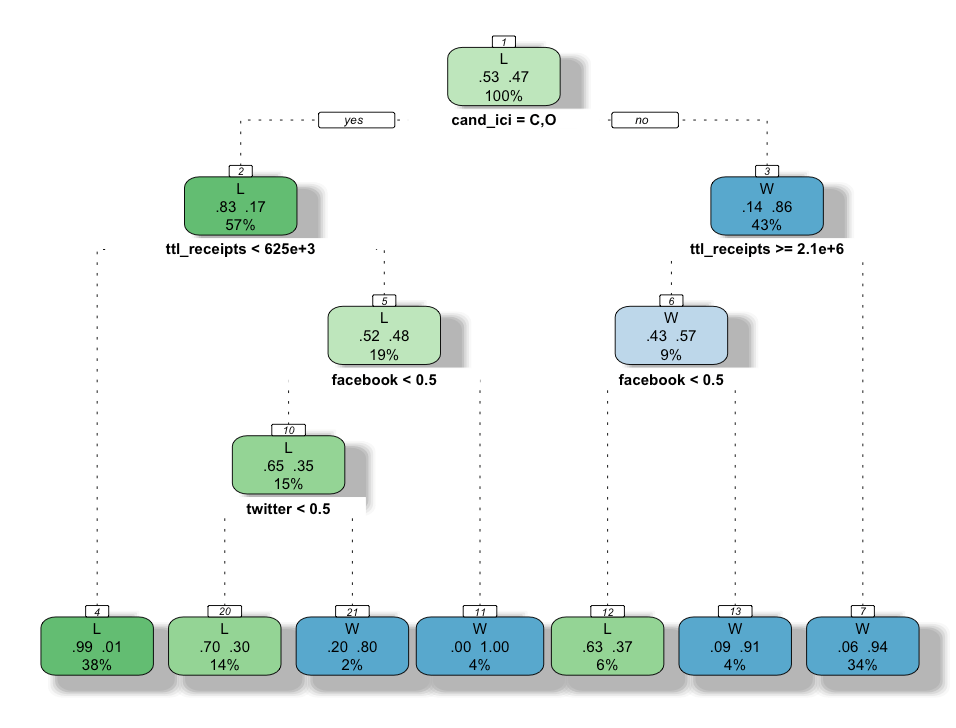 1
L
.53 .47
100%
cand_ici = C,O
yes
no
2
L
.83 .17
57%
ttl_receipts < 625e+3
3
W
.14 .86
43%
ttl_receipts >= 2.1e+6
5
L
.52 .48
19%
facebook < 0.5
6
W
.43 .57
9%
facebook < 0.5
10
L
.65 .35
15%
twitter < 0.5
4
L
.99 .01
38%
20
L
.70 .30
14%
21
W
.20 .80
2%
11
W
.00 1.00
4%
12
L
.63 .37
6%
13
W
.09 .91
4%
7
W
.06 .94
34%